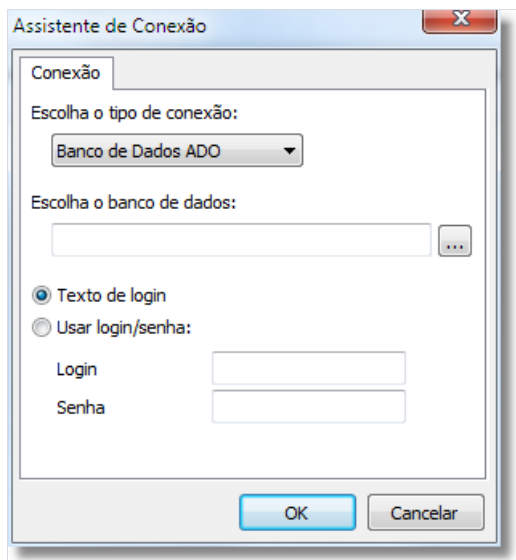 Assistente de Conexão
Conexão
Escolha o tipo de conexão:
Banco de Dados ADO
Escolha o banco de dados:
...
Texto de login
Usar login/senha:
Login
Senha
OK Cancelar